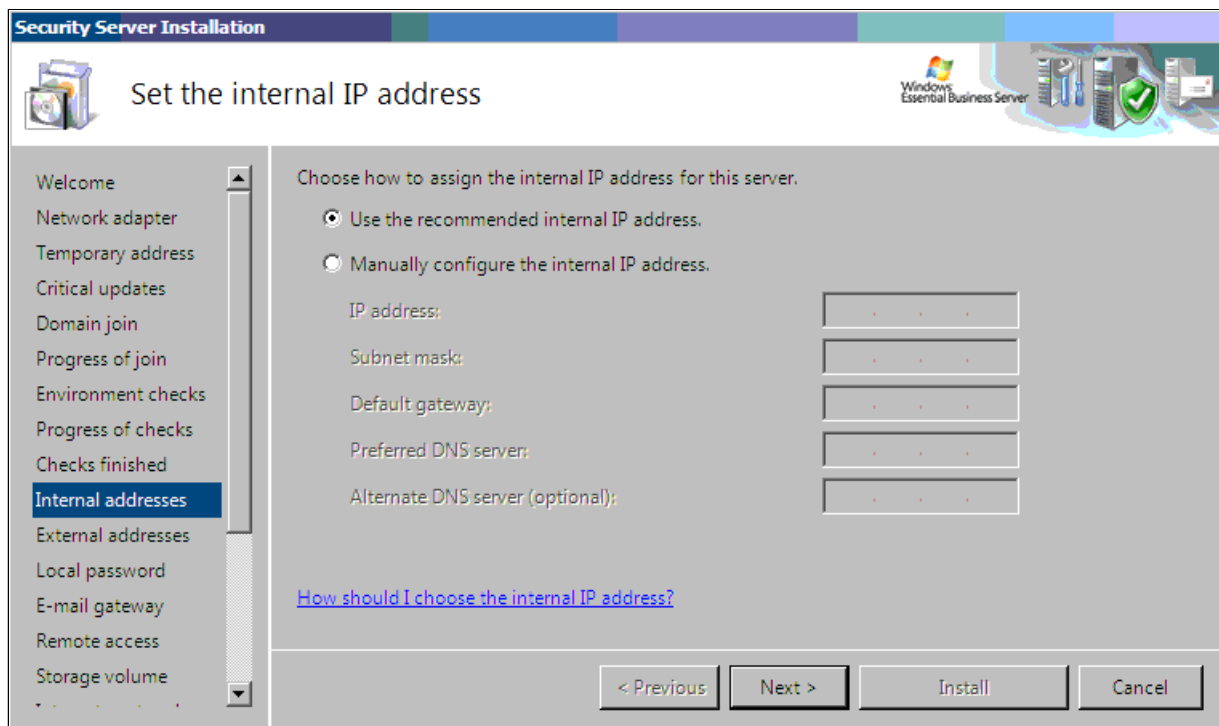 Security Server Installation
Set the internal IP address
Windows
Essential Business Server
Welcome
Network adapter
Temporary address
Critical updates
Domain join
Progress of join
Environment checks
Progress of checks
Checks finished
Internal addresses
External addresses
Local password
E-mail gateway
Remote access
Storage volume
Choose how to assign the internal IP address for this server.
Use the recommended internal IP address.
Manually configure the internal IP address.
IP address:
Subnet mask:
Default gateway:
Preferred DNS server:
Alternate DNS server (optional):
How should I choose the internal IP address?
< Previous
Next >
Install
Cancel